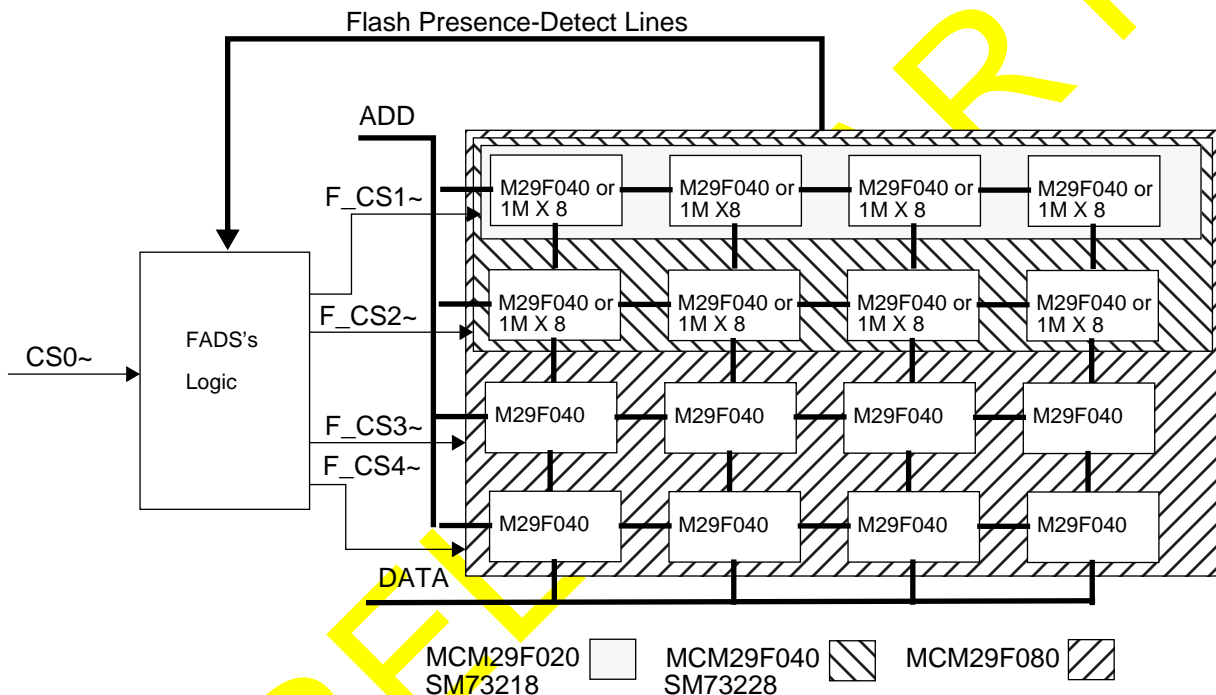 Flash Presence-Detect Lines
ADD
F_CS1~
M29F040 or
1M X 8
M29F040 or
1M X8
M29F040 or
1M X 8
M29F040 or
1M X 8
F_CS2~
M29F040 or
1M X 8
M29F040 or
1M X 8
M29F040 or
1M X 8
M29F040 or
1M X 8
CS0~
FADS's
Logic
F_CS3~
M29F040
M29F040
M29F040
M29F040
F_CS4~
M29F040
M29F040
M29F040
M29F040
DATA
MCM29F020
SM73218
MCM29F040
SM73228
MCM29F080